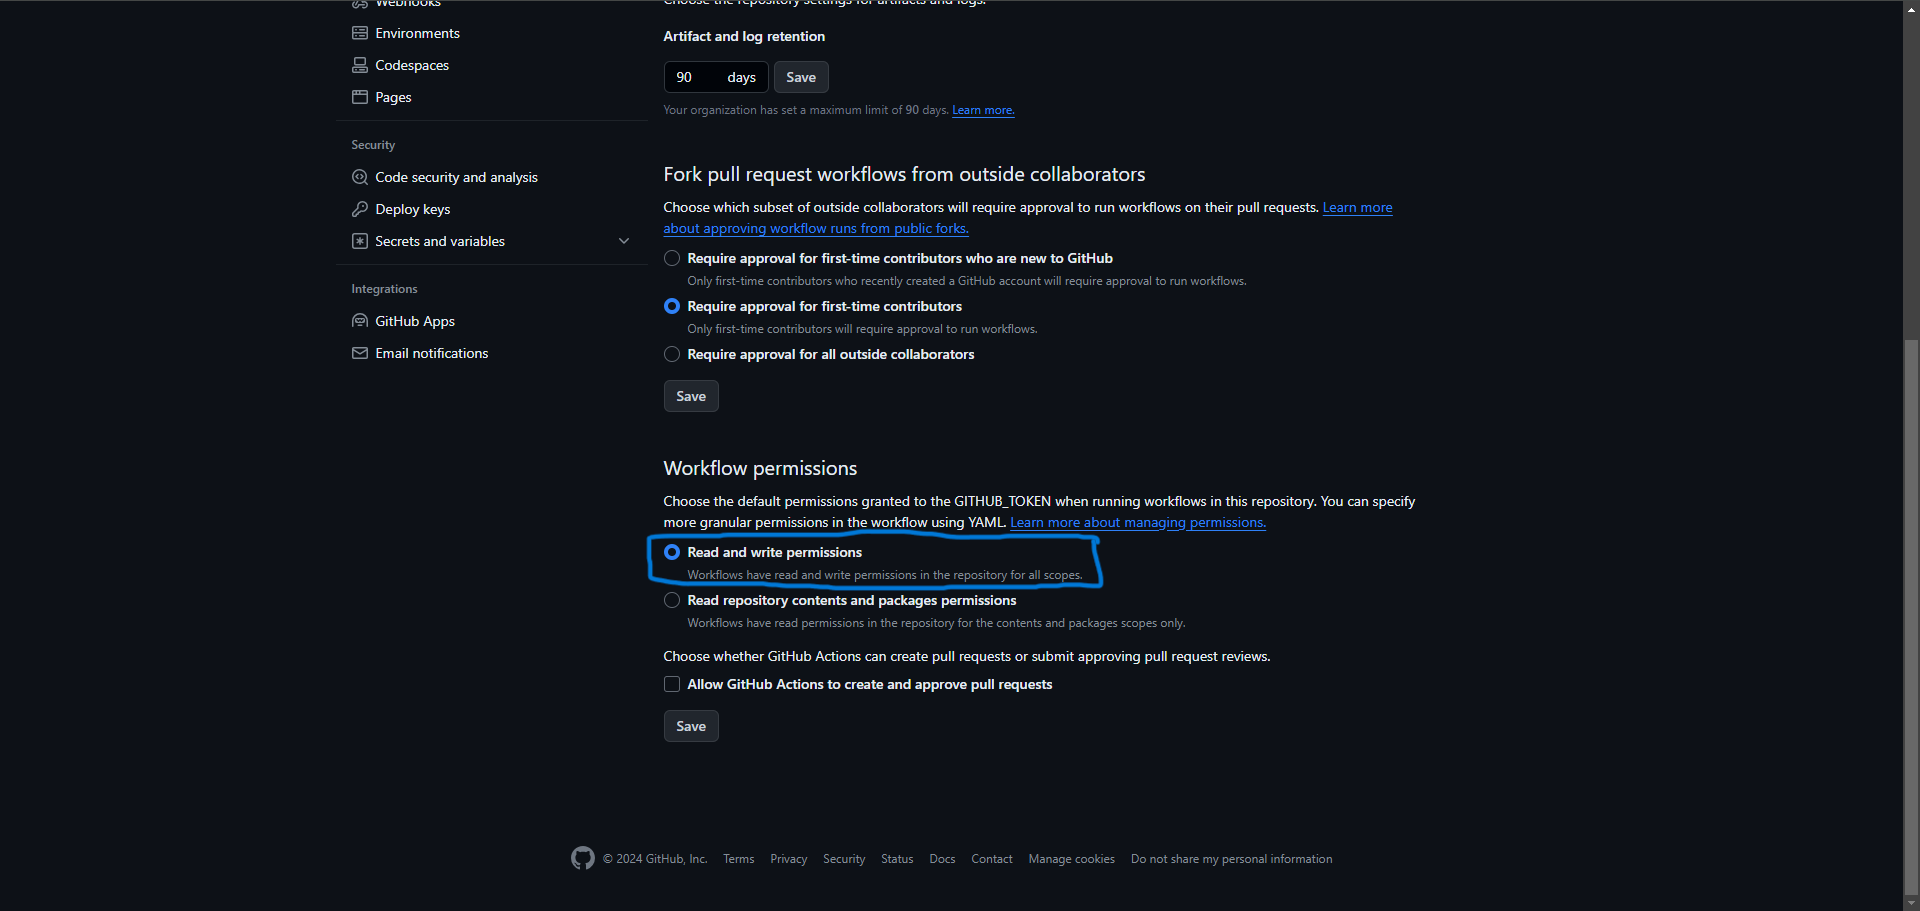 Webhooks
Environments
Codespaces
Pages
Security
Code security and analysis
Deploy keys
Secrets and variables
Integrations
GitHub Apps
Email notifications
Choose the repository settings for artifacts and logs.
Artifact and log retention
90 days Save
Your organization has set a maximum limit of 90 days. Learn more.
Fork pull request workflows from outside collaborators
Choose which subset of outside collaborators will require approval to run workflows on their pull requests. Learn more
about approving workflow runs from public forks.
Require approval for first-time contributors who are new to GitHub
Only first-time contributors who recently created a GitHub account will require approval to run workflows.
Require approval for first-time contributors
Only first-time contributors will require approval to run workflows.
Require approval for all outside collaborators
Save
Workflow permissions
Choose the default permissions granted to the GITHUB_TOKEN when running workflows in this repository. You can specify
more granular permissions in the workflow using YAML. Learn more about managing permissions.
Read and write permissions
Workflows have read and write permissions in the repository for all scopes.
Read repository contents and packages permissions
Workflows have read permissions in the repository for the contents and packages scopes only.
Choose whether GitHub Actions can create pull requests or submit approving pull request reviews.
Allow GitHub Actions to create and approve pull requests
Save
© 2024 GitHub, Inc. Terms Privacy Security Status Docs Contact Manage cookies Do not share my personal information